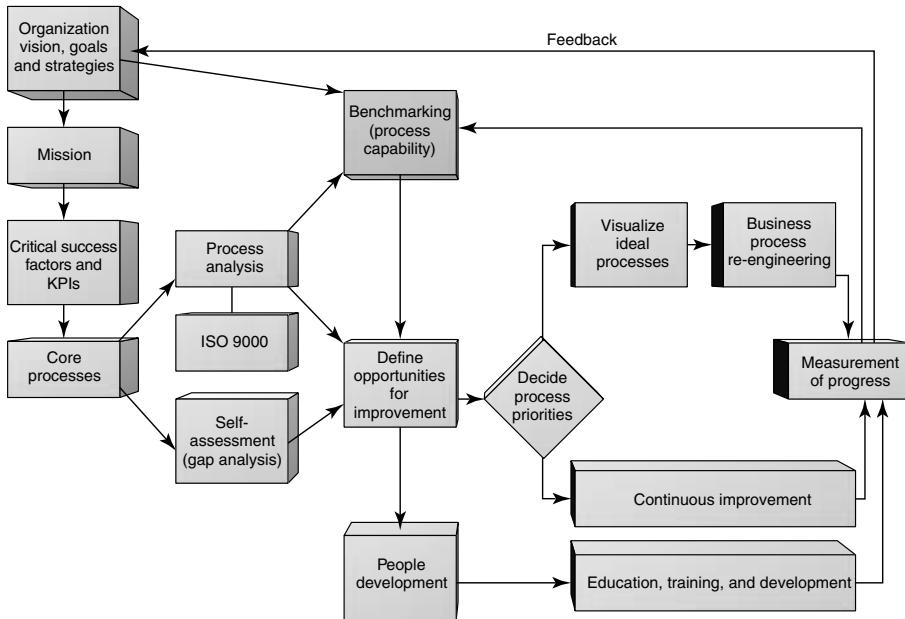 Organization
vision, goals
and strategies
Feedback
Benchmarking
(process
capability)
Mission
Critical success
factors and
KPIs
Process
analysis
Visualize
ideal
processes
Business
process
re-engineering
ISO 9000
Core
processes
Define
opportunities
for
improvement
Decide
process
priorities
Measurement
of progress
Self-
assessment
(gap analysis)
Continuous improvement
People
development
Education, training, and development